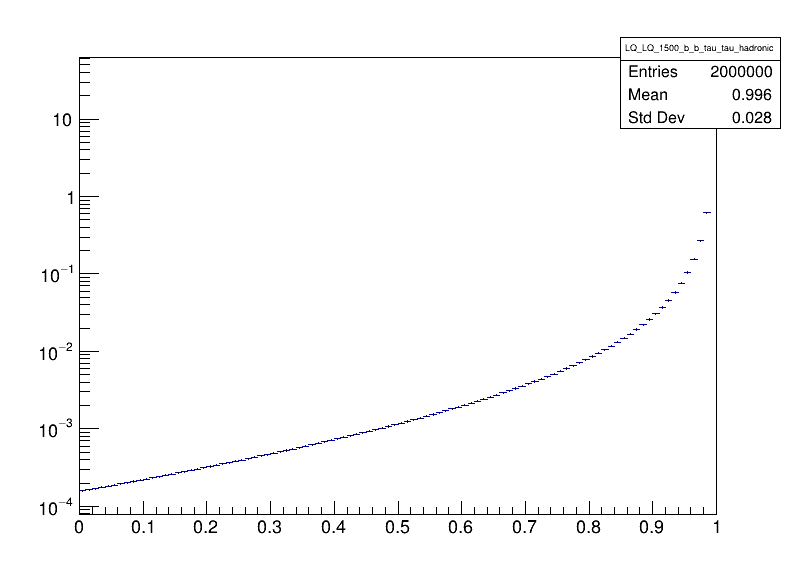 LQ_LQ_1500_b_b_tau_tau_hadronic
Entries 2000000
Mean 0.996
Std Dev 0.028
10
1
10⁻¹
10⁻²
10⁻³
10⁻⁴
0 0.1 0.2 0.3 0.4 0.5 0.6 0.7 0.8 0.9 1